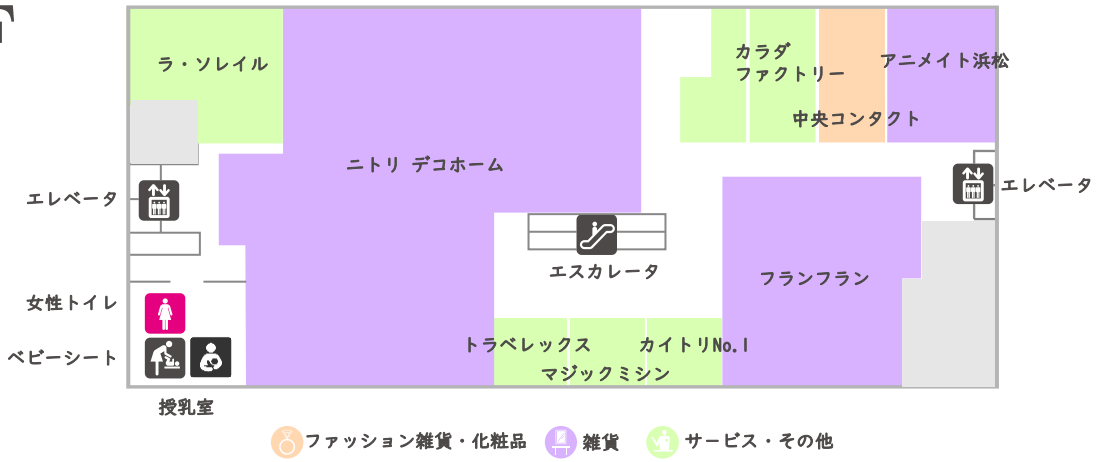 F
ラ・ソレイル
カラダ
ファクトリー
アニメイト浜松
中央コンタクト
ニトリ デコホーム
エレベータ
エレベータ
エスカレータ
フランフラン
女性トイレ
トラベレックス
カイトリNo.1
ベビーシート
マジックミシン
授乳室
ファッション雑貨・化粧品
雑貨
サービス・その他